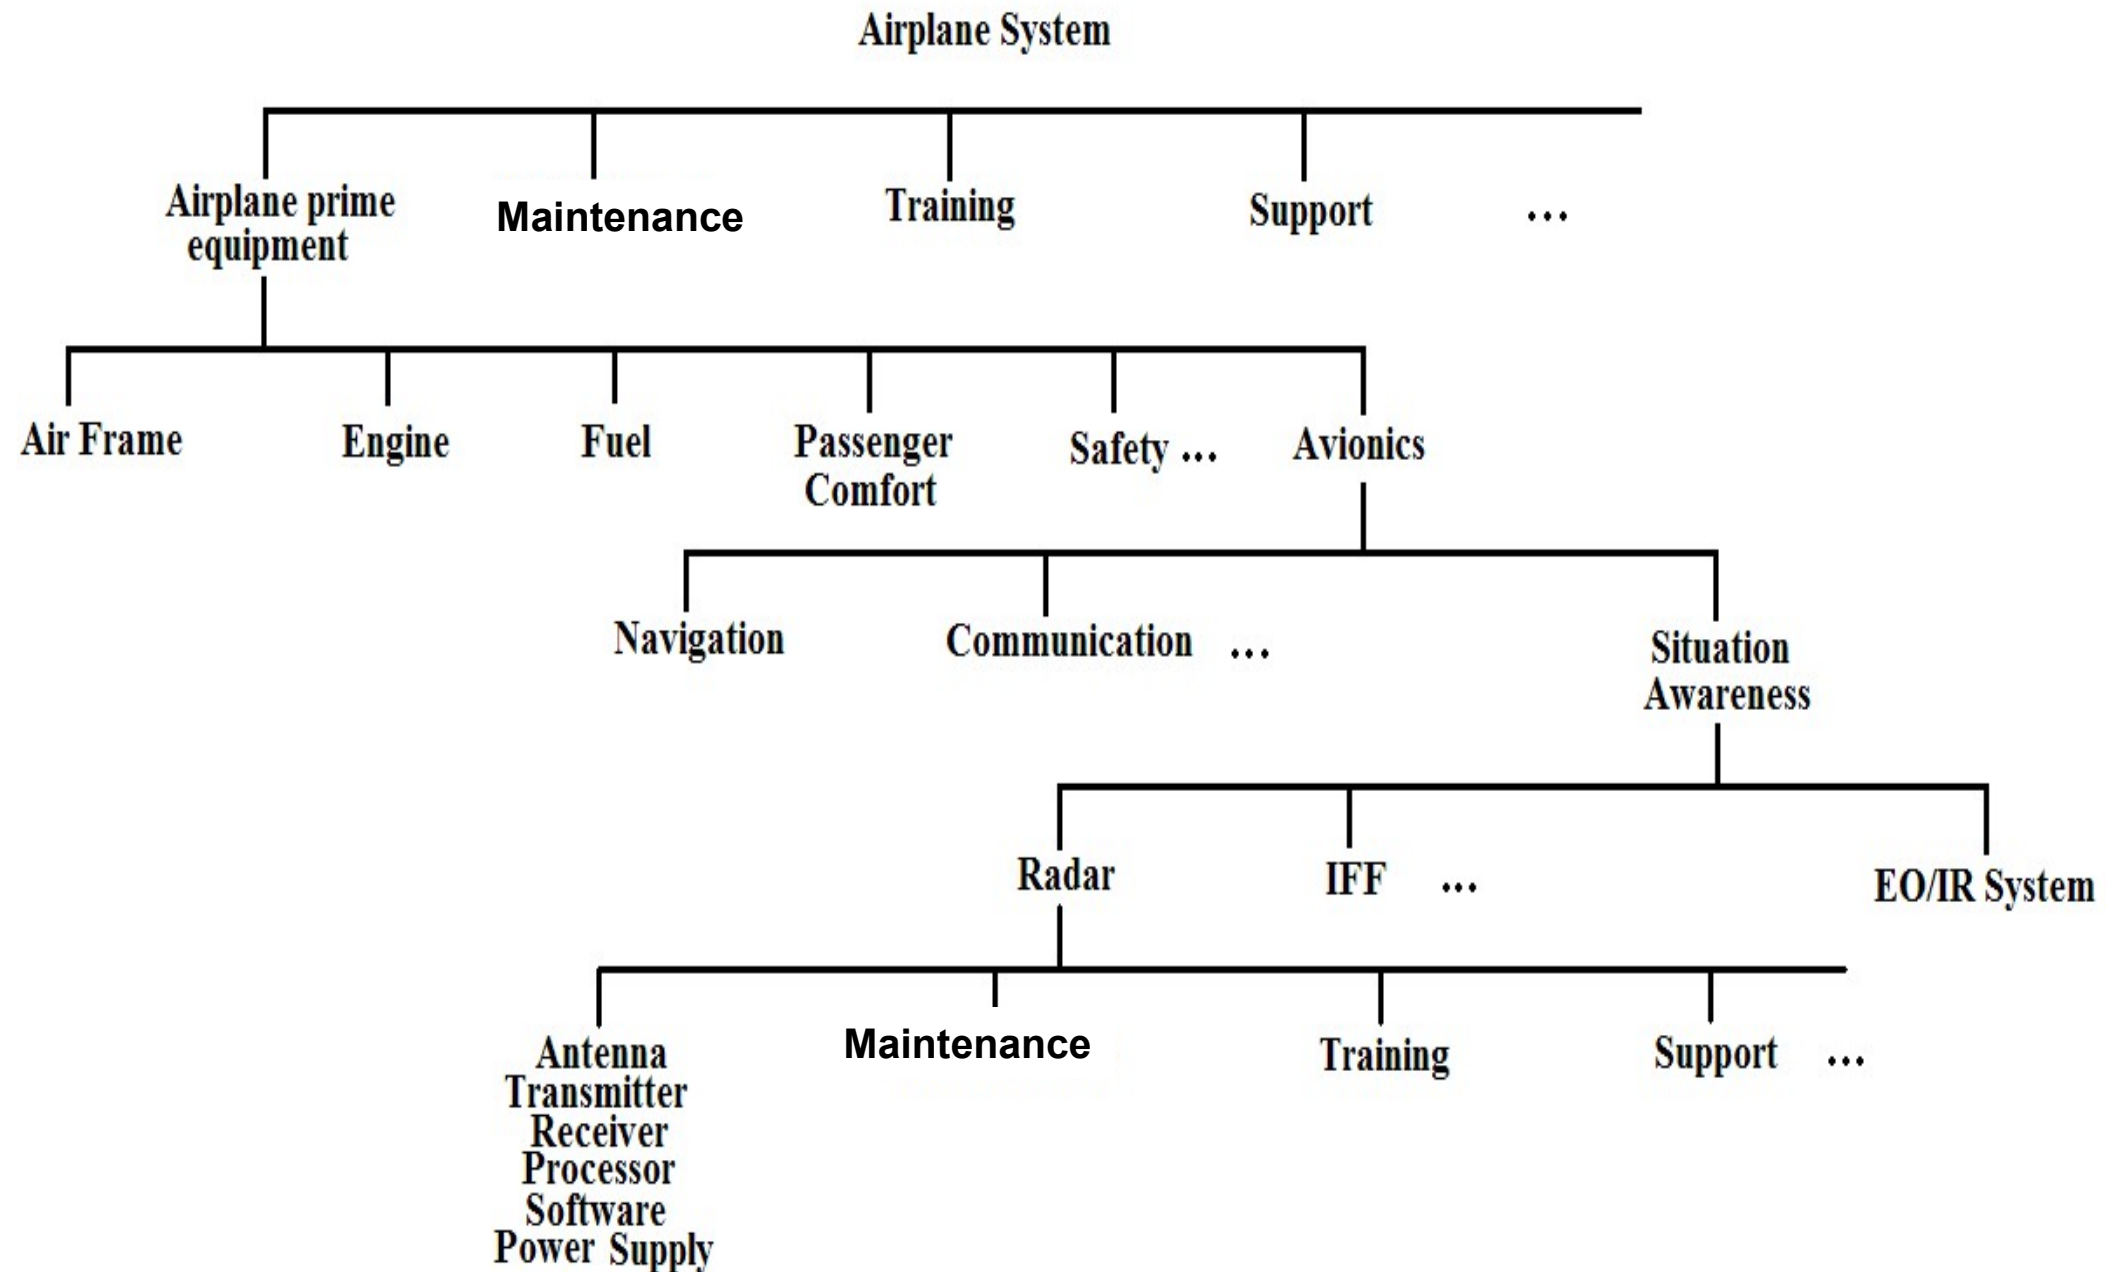 Airplane System
Airplane prime
equipment
Maintenance
Training
Support
...
Air Frame
Engine
Fuel
Passenger
Comfort
Safety ...
Avionics
Navigation
Communication ...
Situation
Awareness
Radar
IFF ...
EO/IR System
Antenna
Transmitter
Receiver
Processor
Software
Power Supply
Maintenance
Training
Support ...